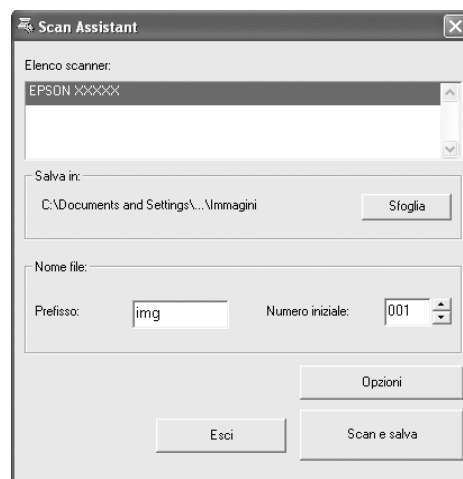 Scan Assistant
Elenco scanner:
EPSON XXXXX
Salva in:
C:\Documents and Settings\...\Immagini
Sfoglia
Nome file:
Prefisso:
img
Numero iniziale:
001
Opzioni
Esci
Scan e salva